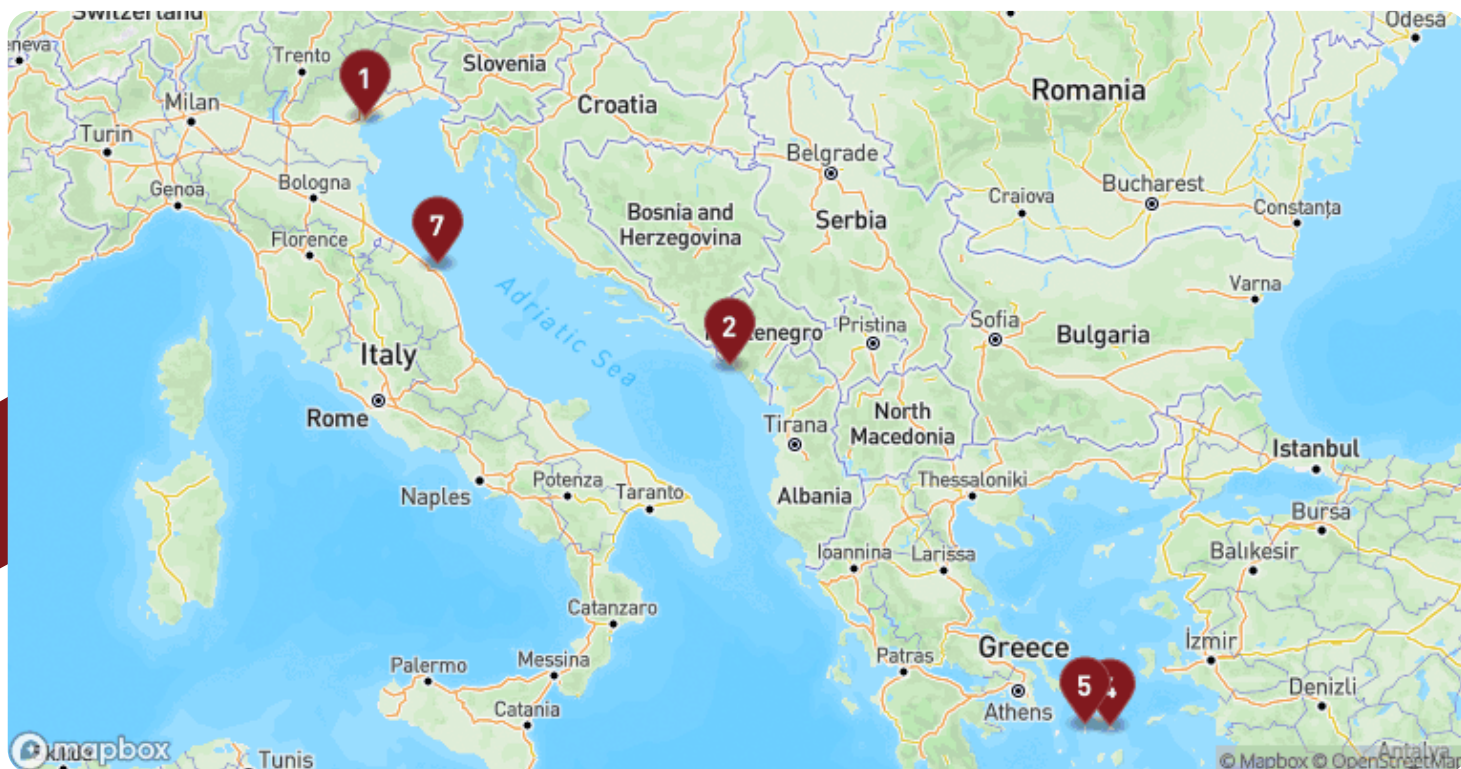 Switzerland
Odesa
eneva
Trento
1
Slovenia
Croatia
Romania
Milan
Turin
Belgrade
Genoa
Bologna
Bosnia and
Herzegovina
Serbia
Craiova
Bucharest
Constanța
Florence
7
Varna
Adriatic Sea
2
tenegro
Pristina
Sofia
Bulgaria
Italy
Rome
Tirana
North
Macedonia
Istanbul
Naples
Potenza
Taranto
Albania
Thessaloniki
Bursa
Ioannina
Larissa
Balıkesir
Catanzaro
Greece
İzmir
Palermo
Messina
Patras
5
4
Athens
Denizli
Catania
mapbox
Tunis
Antalya
© Mapbox © OpenStreetMap